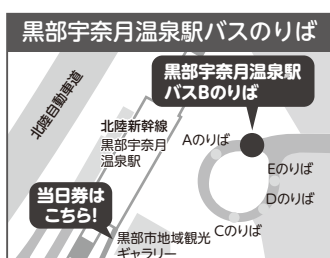 黒部宇奈月温泉駅バスのりば
黒部宇奈月温泉駅
バスBのりば
北陸自動車道
北陸新幹線
黒部宇奈月
温泉駅
Aのりば
Eのりば
Dのりば
Cのりば
当日券は
こちら!
黒部市地域観光
ギャラリー